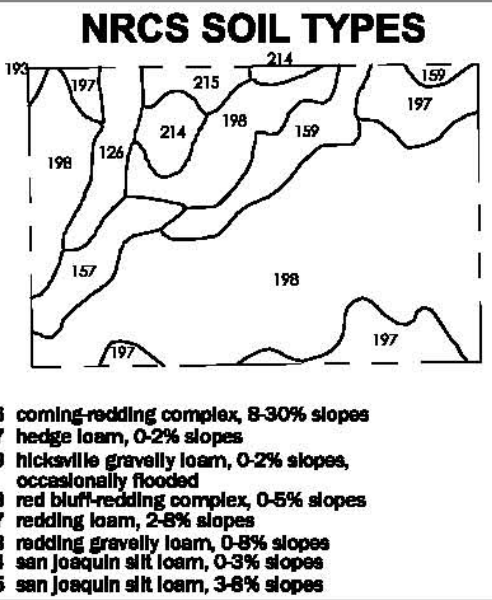 NRCS SOIL TYPES
214
193
197
215
159
197
214
198
159
126
198
157
198
197
197
corning-redding complex, 8-30% slopes
hedge loam, 0-2% slopes
hicksville gravelly loam, 0-2% slopes,
occasionally flooded
red bluff-redding complex, 0-5% slopes
redding loam, 2-8% slopes
redding gravelly loam, 0-8% slopes
san joaquin silt loam, 0-3% slopes
san joaquin silt loam, 3-8% slopes